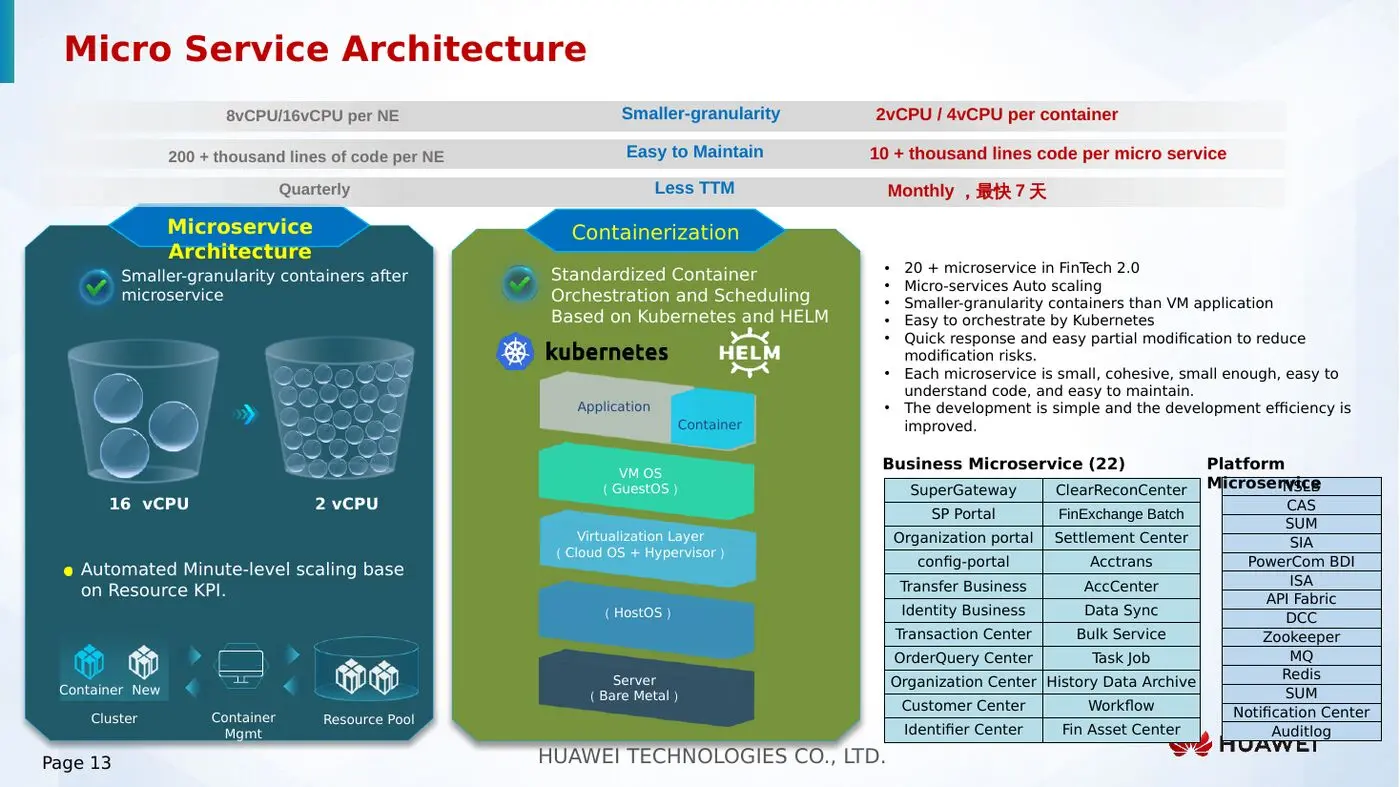 Micro Service Architecture
8vCPU/16vCPU per NE
Smaller-granularity
2vCPU / 4vCPU per container
200 + thousand lines of code per NE
Easy to Maintain
10 + thousand lines code per micro service
Quarterly
Less TTM
Monthly ，最快 7 天
Microservice
Architecture
Smaller-granularity containers after
microservice
16 vCPU
2 vCPU
Automated Minute-level scaling base
on Resource KPI.
Container
New
Cluster
Container
Mgmt
Resource Pool
Containerization
Standardized Container
Orchestration and Scheduling
Based on Kubernetes and HELM
kubernetes
HELM
Application
Container
VM OS
（ GuestOS ）
Virtualization Layer
（ Cloud OS + Hypervisor ）
（ HostOS ）
Server
（ Bare Metal ）
• 20 + microservice in FinTech 2.0
• Micro-services Auto scaling
• Smaller-granularity containers than VM application
• Easy to orchestrate by Kubernetes
• Quick response and easy partial modification to reduce
modification risks.
• Each microservice is small, cohesive, small enough, easy to
understand code, and easy to maintain.
• The development is simple and the development efficiency is
improved.
Business Microservice (22)
SuperGateway
ClearReconCenter
SP Portal
FinExchange Batch
Organization portal
Settlement Center
config-portal
Acctrans
Transfer Business
AccCenter
Identity Business
Data Sync
Transaction Center
Bulk Service
OrderQuery Center
Task Job
Organization Center
History Data Archive
Customer Center
Workflow
Identifier Center
Fin Asset Center
Platform
Microservice
NSLB
CAS
SUM
SIA
PowerCom BDI
ISA
API Fabric
DCC
Zookeeper
MQ
Redis
SUM
Notification Center
Auditlog
HUAWEI
Page 13
HUAWEI TECHNOLOGIES CO., LTD.